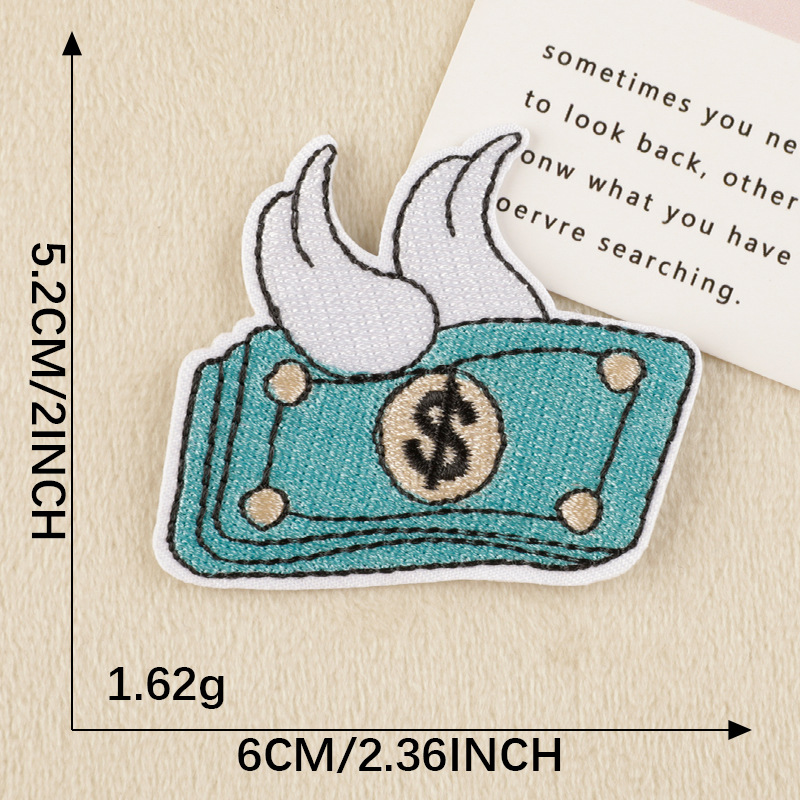 sometimes you ne
to look back, other
onw what you have
oervre searching.
5.2CM/2INCH
$
1.62g
6CM/2.36INCH